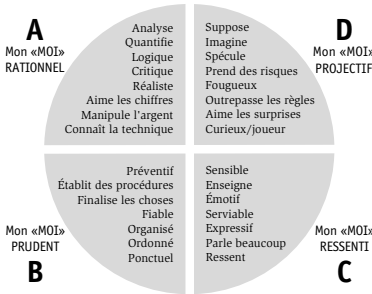 A
Mon «MOI»
RATIONNEL
Analyse
Quantifie
Logique
Critique
Réaliste
Aime les chiffres
Manipule l'argent
Connaît la technique
Suppose
Imagine
Spécule
Prend des risques
Fougueux
Outrepasse les règles
Aime les surprises
Curieux/joueur
D
Mon «MOI»
PROJECTIF
Préventif
Établit des procédures
Finalise les choses
Fiable
Organisé
Ordonné
Ponctuel
Mon «MOI»
PRUDENT
B
Sensible
Enseigne
Émotif
Serviable
Expressif
Parle beaucoup
Ressent
Mon «MOI»
RESSENTI
C